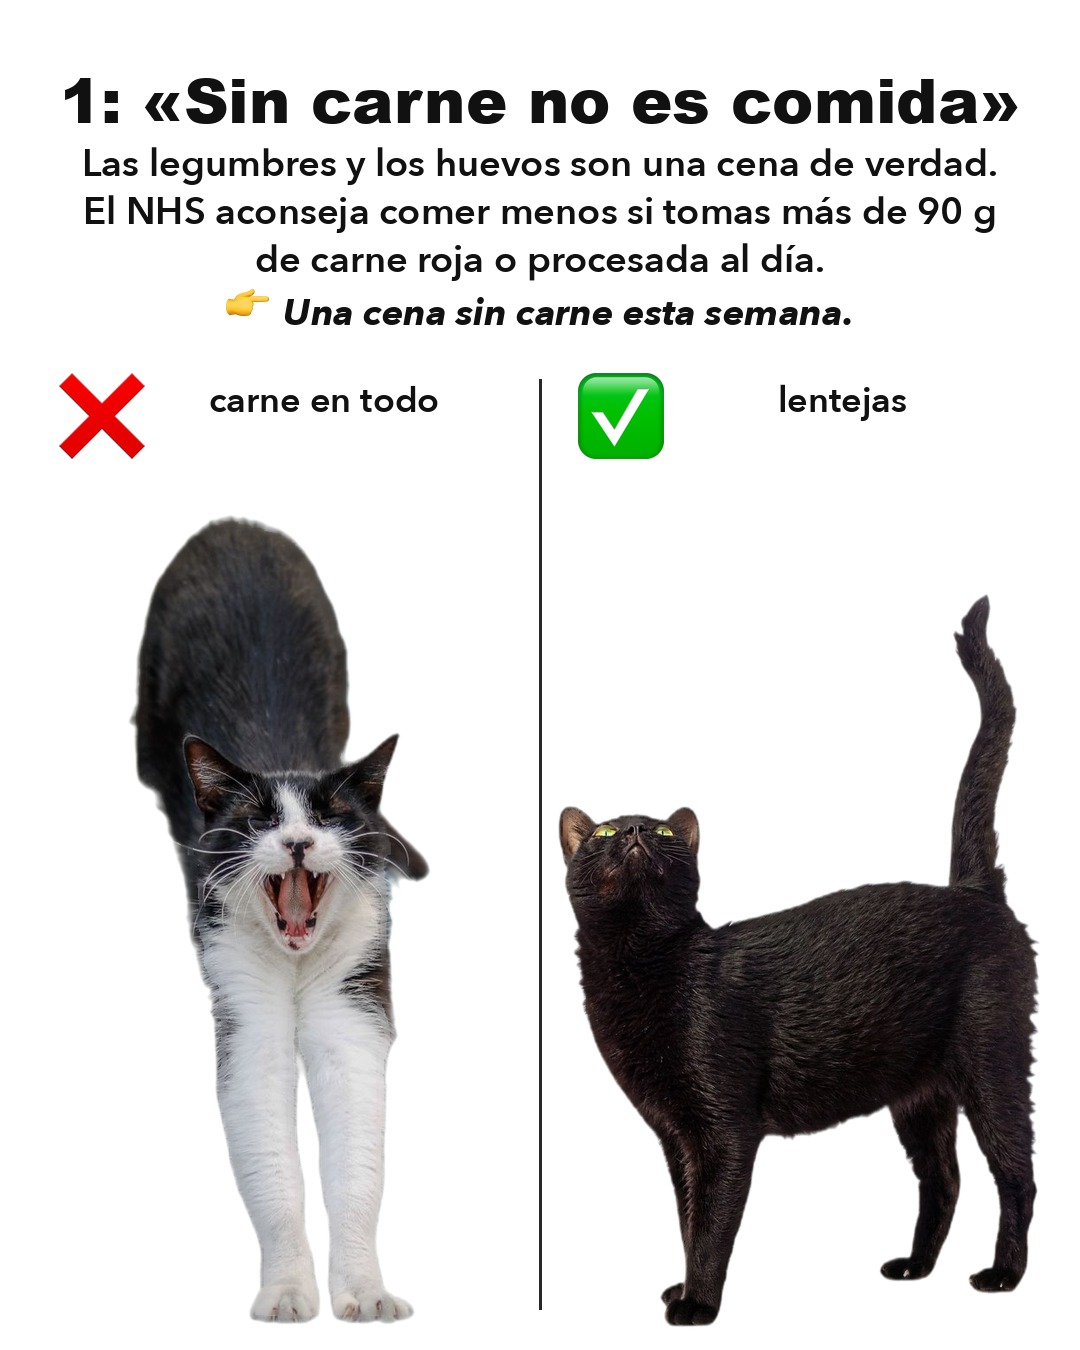 1: «Sin carne no es comida»
Las legumbres y los huevos son una cena de verdad.
El NHS aconseja comer menos si tomas más de 90 g
de carne roja o procesada al día.
👉 Una cena sin carne esta semana.
❌ carne en todo
✅ lentejas